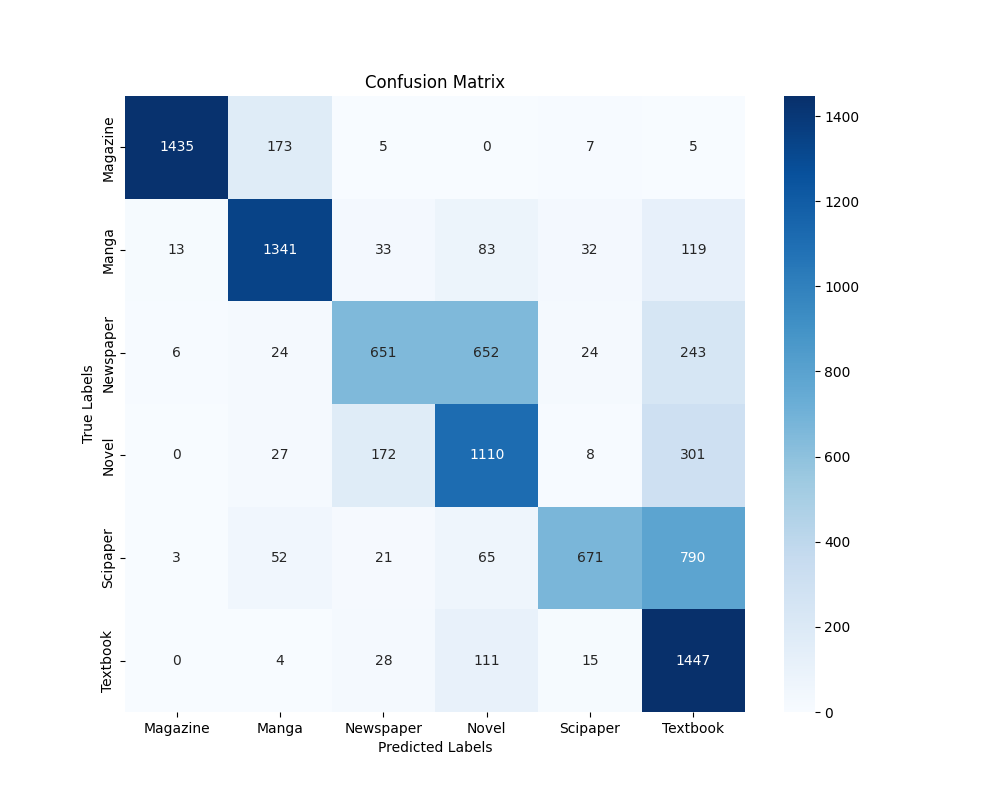 Confusion Matrix
Magazine 1435 173 5 0 7 5
Manga 13 1341 33 83 32 119
Newspaper 6 24 651 652 24 243
Novel 0 27 172 1110 8 301
Scipaper 3 52 21 65 671 790
Textbook 0 4 28 111 15 1447
Magazine Manga Newspaper Novel Scipaper Textbook
Predicted Labels
True Labels
1400
1200
1000
800
600
400
200
0